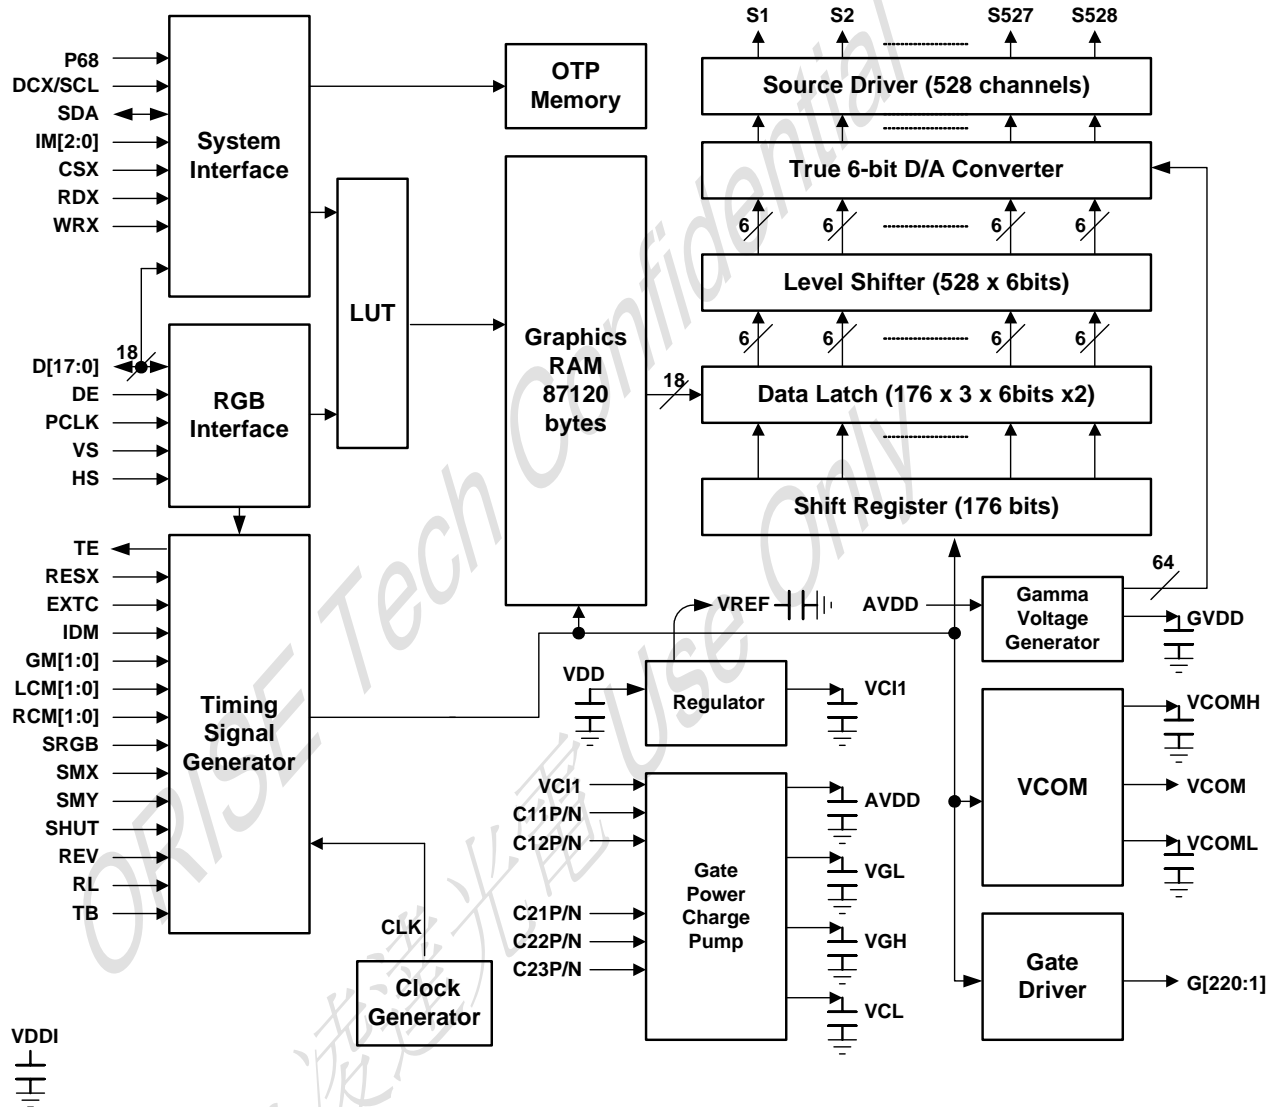 S1 S2 S527 S528
P68
DCX/SCL
SDA
IM[2:0]
CSX
RDX
WRX
System
Interface
OTP
Memory
Source Driver (528 channels)
True 6-bit D/A Converter
6 6 6 6
Level Shifter (528 x 6bits)
6 6 6 6
LUT
Graphics
RAM
87120
bytes
18
Data Latch (176 x 3 x 6bits x2)
Shift Register (176 bits)
18
D[17:0]
DE
PCLK
VS
HS
RGB
Interface
TE
RESX
EXTC
IDM
GM[1:0]
LCM[1:0]
RCM[1:0]
SRGB
SMX
SMY
SHUT
REV
RL
TB
Timing
Signal
Generator
CLK
Clock
Generator
VREF
VDD
Regulator
VCI1
AVDD
Gamma
Voltage
Generator
64
GVDD
VCI1
C11P/N
C12P/N
C21P/N
C22P/N
C23P/N
Gate
Power
Charge
Pump
AVDD
VGL
VGH
VCL
VCOM
VCOMH
VCOM
VCOML
Gate
Driver
G[220:1]
VDDI
ORISE Tech Confidential
凌達光電 Use Only